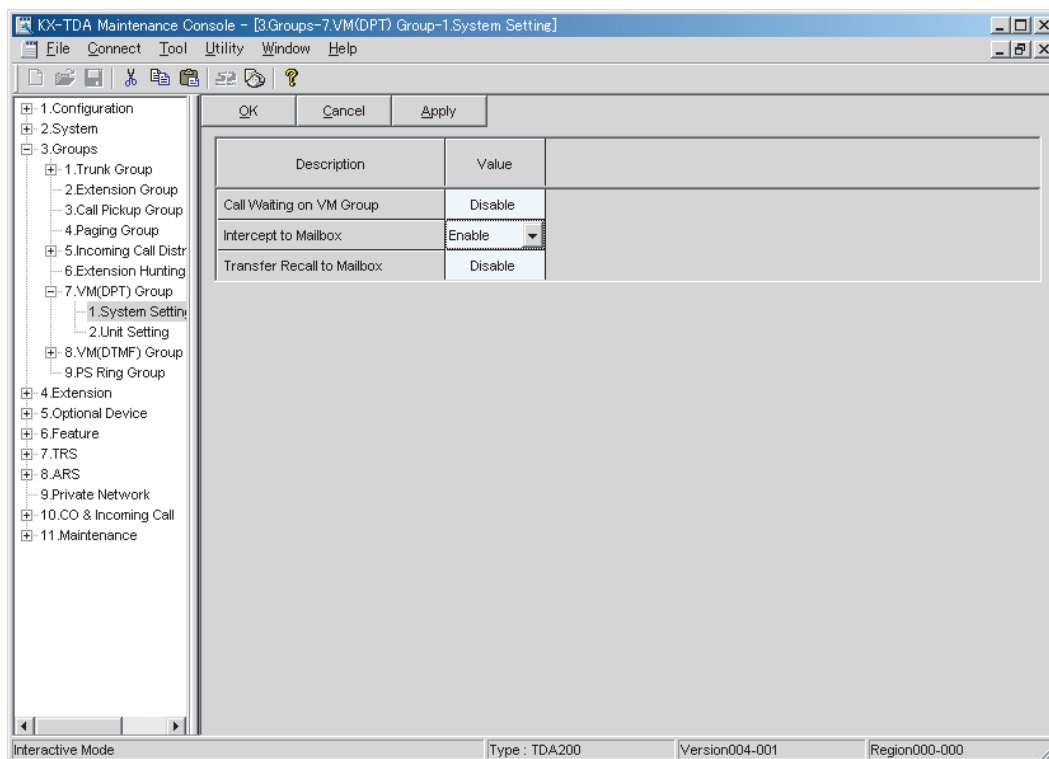 KX-TDA Maintenance Console - [3.Groups-7.VM(DPT) Group-1.System Setting]
File Connect Tool Utility Window Help
OK Cancel Apply
1.Configuration
2.System
3.Groups
1.Trunk Group
2.Extension Group
3.Call Pickup Group
4.Paging Group
5.Incoming Call Distr
6.Extension Hunting
7.VM(DPT) Group
1.System Setting
2.Unit Setting
8.VM(DTMF) Group
9.PS Ring Group
4.Extension
5.Optional Device
6.Feature
7.TRS
8.ARS
9.Private Network
10.CO & Incoming Call
11.Maintenance
Description Value
Call Waiting on VM Group Disable
Intercept to Mailbox Enable
Transfer Recall to Mailbox Disable
Interactive Mode Type : TDA200 Version004-001 Region000-000